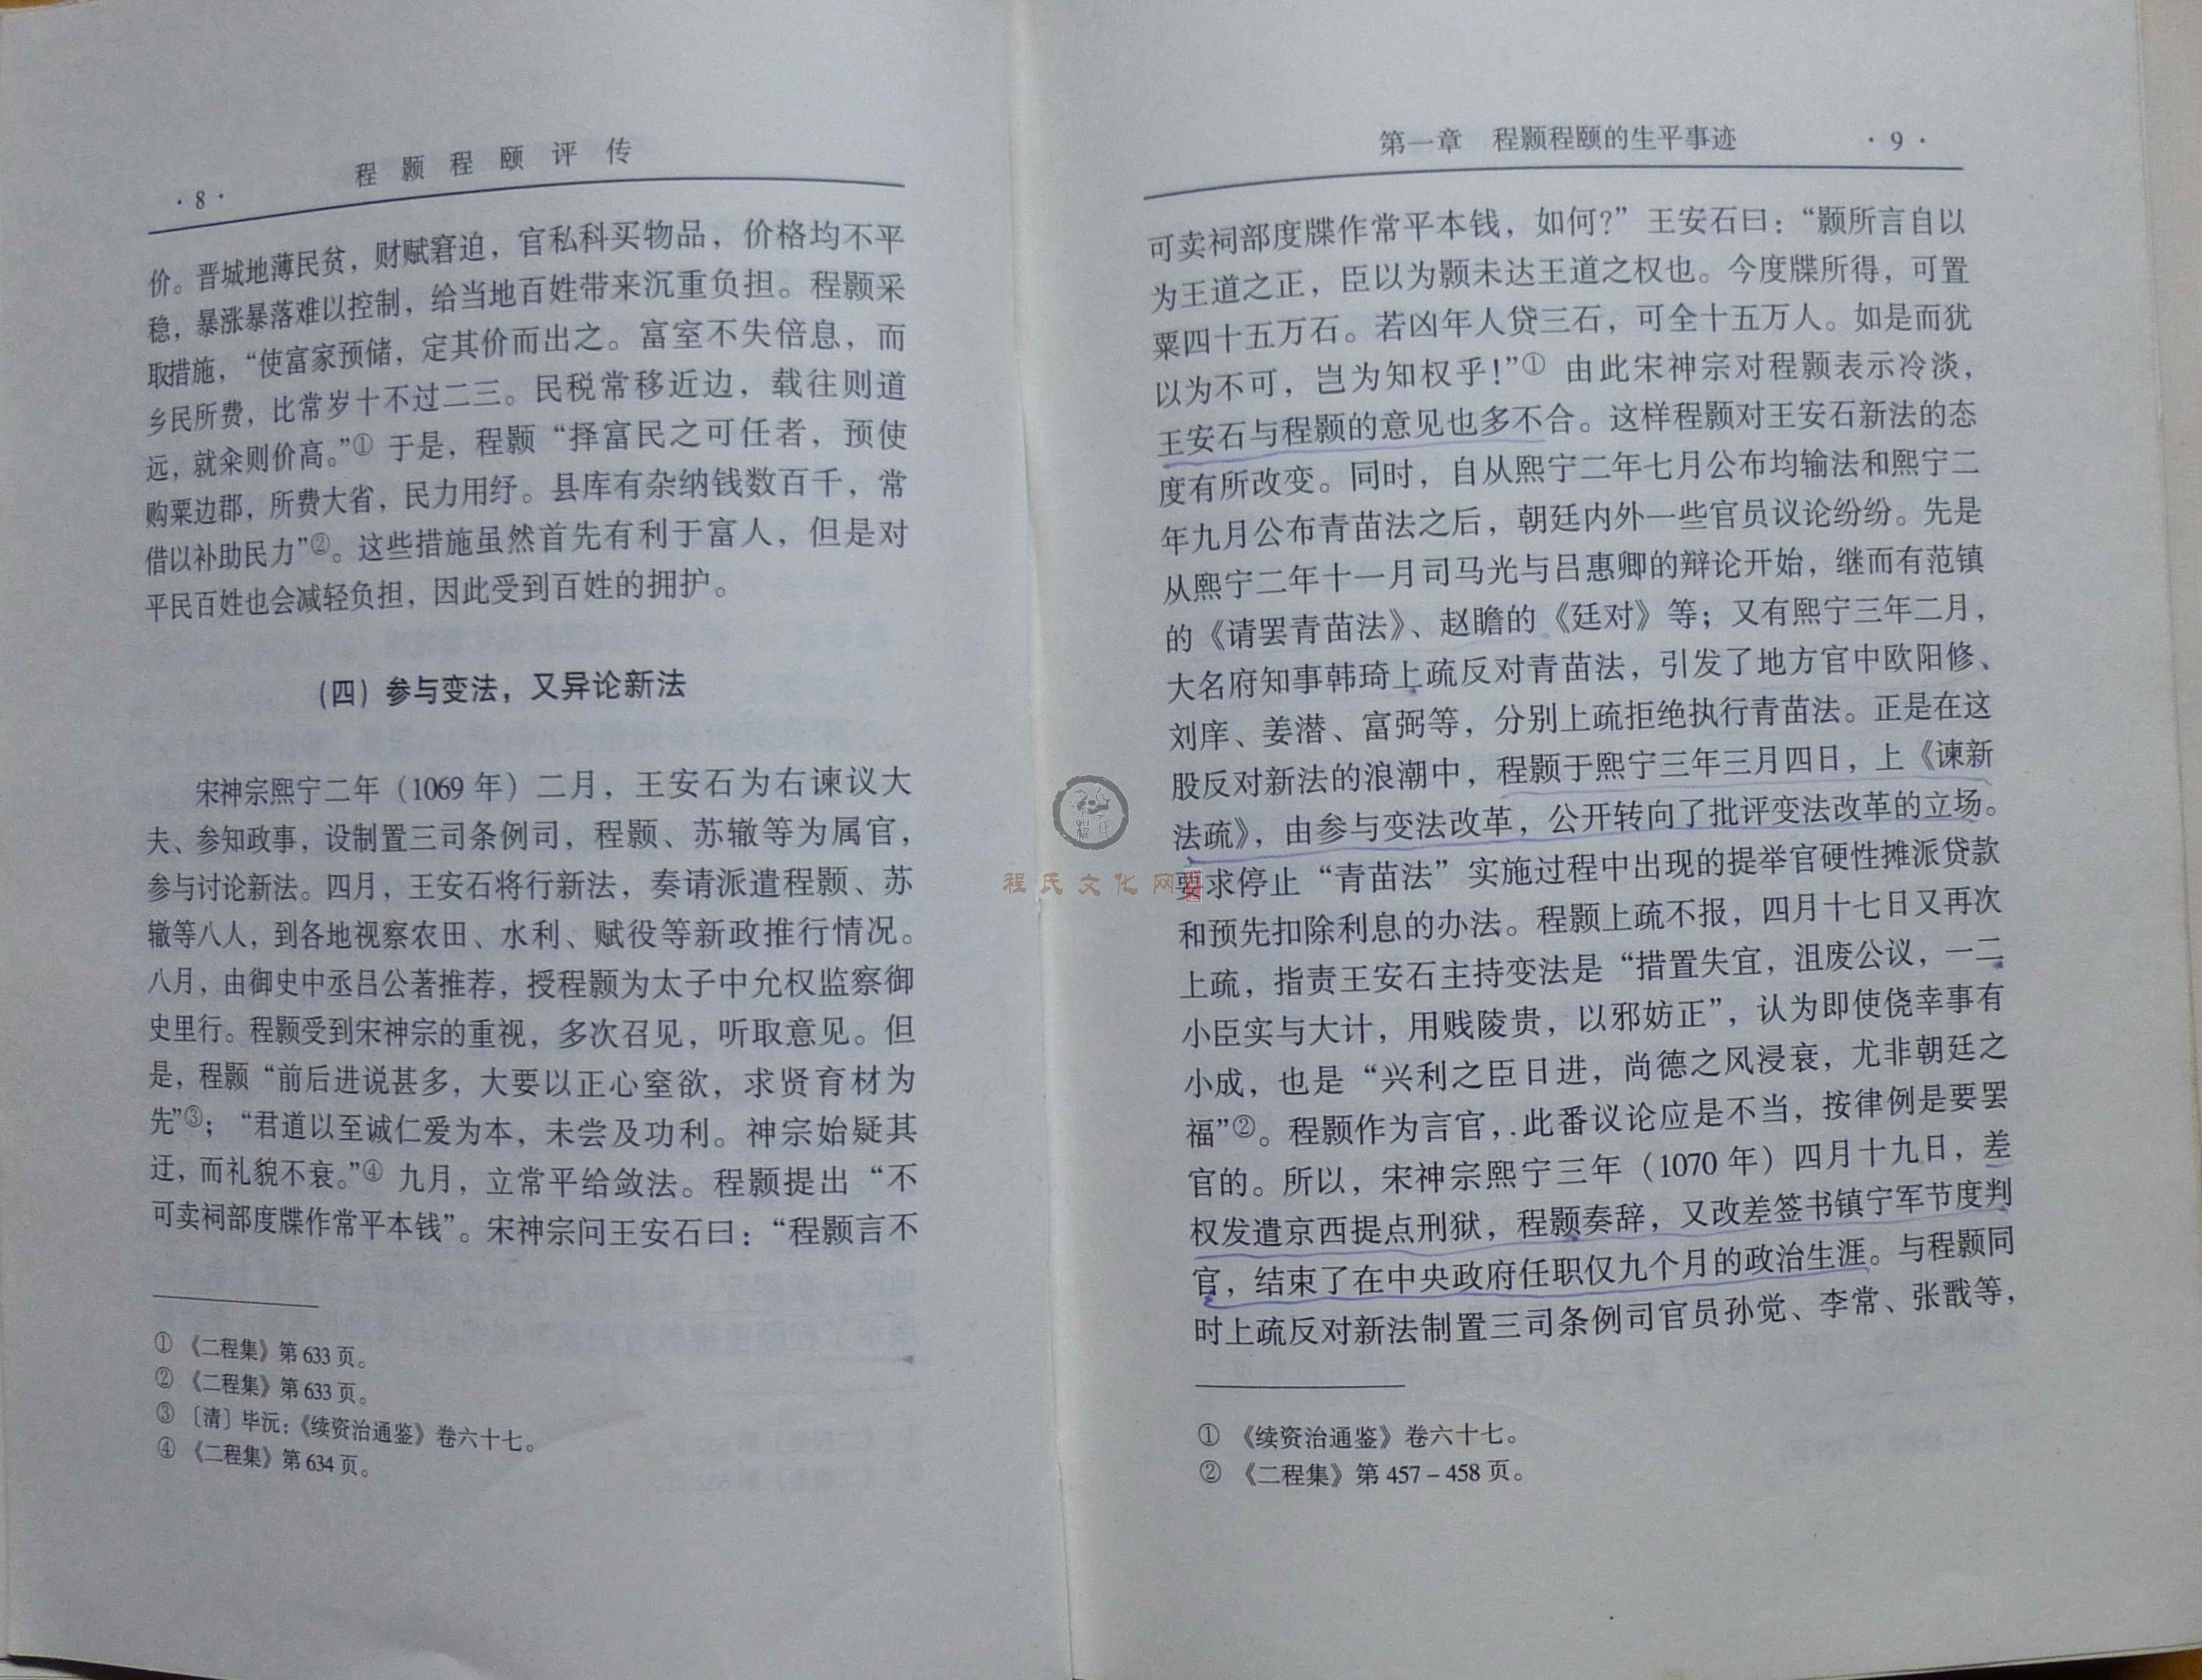 · 8 · 程颢程颐评传
价。晋城地薄民贫，财赋窘迫，官私科买物品，价格均不平
稳，暴涨暴落难以控制，给当地百姓带来沉重负担。程颢采
取措施，“使富家预储，定其价而出之。富室不失倍息，而
乡民所费，比常岁十不过二三。民税常移近边，载往则道
远，就籴则价高。”① 于是，程颢“择富民之可任者，预使
购粟边郡，所费大省，民力用纾。县库有杂纳钱数百千，常
借以补助民力”②。这些措施虽然首先有利于富人，但是对
平民百姓也会减轻负担，因此受到百姓的拥护。
（四）参与变法，又异论新法
宋神宗熙宁二年（1069 年）二月，王安石为右谏议大
夫、参知政事，设制置三司条例司，程颢、苏辙等为属官，
参与讨论新法。四月，王安石将行新法，奏请派遣程颢、苏
辙等八人，到各地视察农田、水利、赋役等新政推行情况。
八月，由御史中丞吕公著推荐，授程颢为太子中允权监察御
史里行。程颢受到宋神宗的重视，多次召见，听取意见。但
是，程颢“前后进说甚多，大要以正心窒欲，求贤育材为
先”③；“君道以至诚仁爱为本，未尝及功利。神宗始疑其
迂，而礼貌不衰。”④ 九月，立常平给敛法。程颢提出“不
可卖祠部度牒作常平本钱”。宋神宗问王安石曰：“程颢言不
① 《二程集》第 633 页。
② 《二程集》第 633 页。
③ 〔清〕毕沅：《续资治通鉴》卷六十七。
④ 《二程集》第 634 页。
第一章 程颢程颐的生平事迹 · 9 ·
可卖祠部度牒作常平本钱，如何？” 王安石曰：“颢所言自以
为王道之正，臣以为颢未达王道之权也。今度牒所得，可置
粟四十五万石。若凶年人贷三石，可全十五万人。如是而犹
以为不可，岂为知权乎！”① 由此宋神宗对程颢表示冷淡，
王安石与程颢的意见也多不合。这样程颢对王安石新法的态
度有所改变。同时，自从熙宁二年七月公布均输法和熙宁二
年九月公布青苗法之后，朝廷内外一些官员议论纷纷。先是
从熙宁二年十一月司马光与吕惠卿的辩论开始，继而有范镇
的《请罢青苗法》、赵瞻的《廷对》等；又有熙宁三年二月，
大名府知事韩琦上疏反对青苗法，引发了地方官中欧阳修、
刘庠、姜潜、富弼等，分别上疏拒绝执行青苗法。正是在这
股反对新法的浪潮中，程颢于熙宁三年三月四日，上《谏新
法疏》，由参与变法改革，公开转向了批评变法改革的立场。
要求停止“青苗法”实施过程中出现的提举官硬性摊派贷款
和预先扣除利息的办法。程颢上疏不报，四月十七日又再次
上疏，指责王安石主持变法是“措置失宜，沮废公议，一二
小臣实与大计，用贱陵贵，以邪妨正”，认为即使侥幸事有
小成，也是“兴利之臣日进，尚德之风浸衰，尤非朝廷之
福”②。程颢作为言官，此番议论应是不当，按律例是要罢
官的。所以，宋神宗熙宁三年（1070 年）四月十九日，差
权发遣京西提点刑狱，程颢奏辞，又改差签书镇宁军节度判
官，结束了在中央政府任职仅九个月的政治生涯。与程颢同
时上疏反对新法制置三司条例司官员孙觉、李常、张戬等，
① 《续资治通鉴》卷六十七。
② 《二程集》第 457－458 页。
程氏文化网